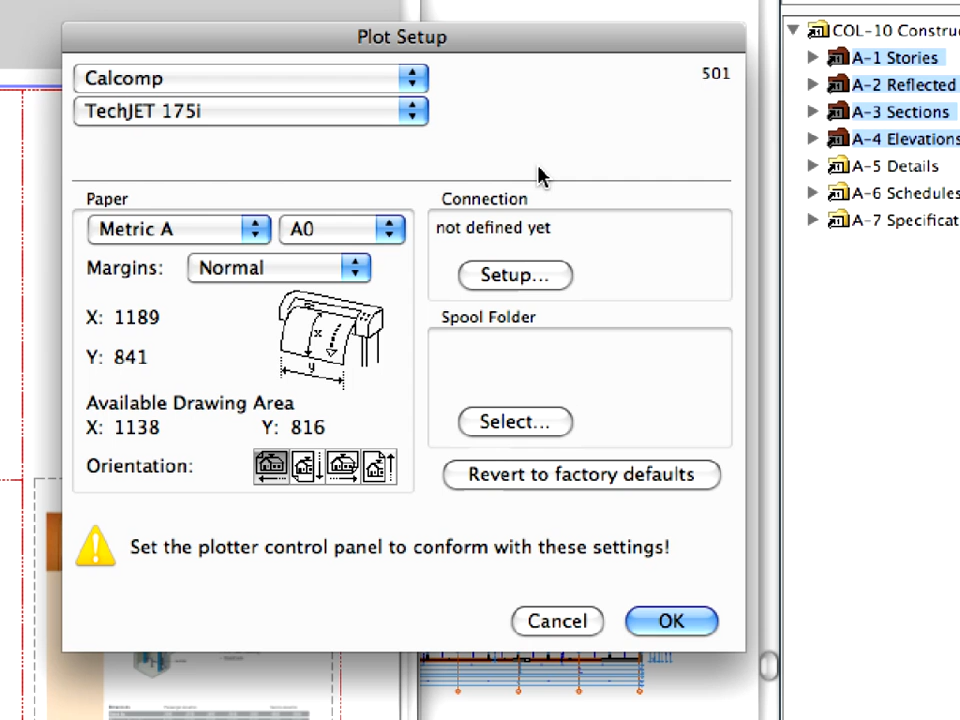 Plot Setup
Calcomp
501
TechJET 175i
Paper
Metric A
A0
Margins: Normal
X: 1189
Y: 841
x
y
Available Drawing Area
X: 1138 Y: 816
Orientation:
Connection
not defined yet
Setup...
Spool Folder
Select...
Revert to factory defaults
Set the plotter control panel to conform with these settings!
Cancel
OK
COL-10 Constru
A-1 Stories
A-2 Reflected
A-3 Sections
A-4 Elevations
A-5 Details
A-6 Schedules
A-7 Specificat